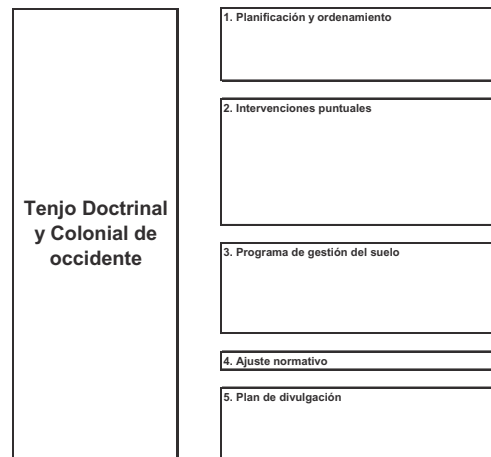 Tenjo Doctrinal
y Colonial de
occidente
1. Planificación y ordenamiento
2. Intervenciones puntuales
3. Programa de gestión del suelo
4. Ajuste normativo
5. Plan de divulgación